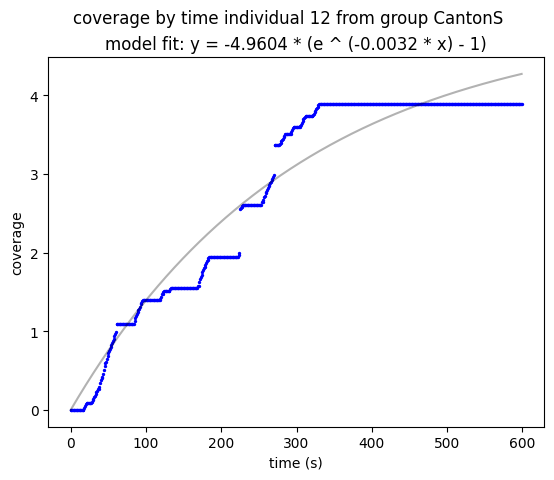 coverage by time individual 12 from group CantonS
model fit: y = -4.9604 * (e ^ (-0.0032 * x) - 1)
4
3
2
1
0
coverage
0 100 200 300 400 500 600
time (s)